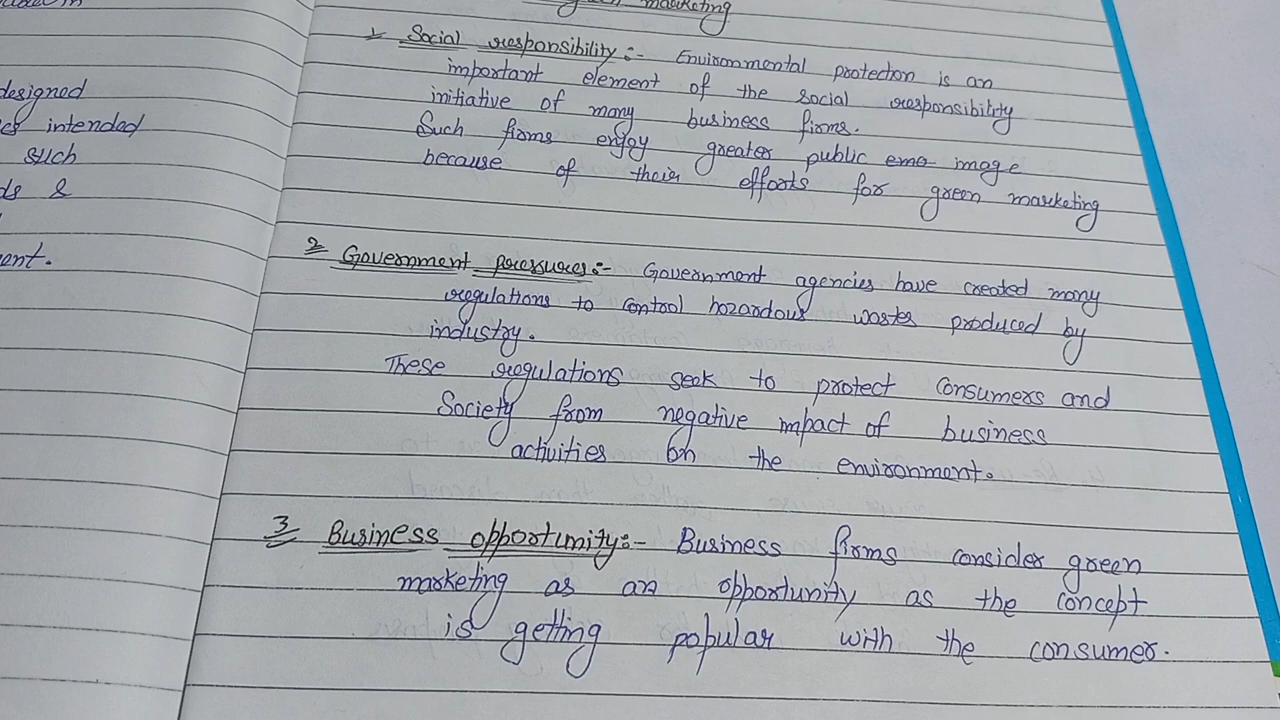 designed
intended
such
&
green marketing
1 Social responsibility :- Environmental protection is an
important element of the social responsibility
initiative of many business firms.
Such firms enjoy greater public ema image
because of their efforts for green marketing
2 Government pressures :- Government agencies have created many
regulations to control hazardous wastes produced by
industry.
These regulations seek to protect consumers and
Society from negative impact of business
activities on the environment.
3 Business opportunity :- Business firms consider green
marketing as an opportunity as the concept
is getting popular with the consumer.